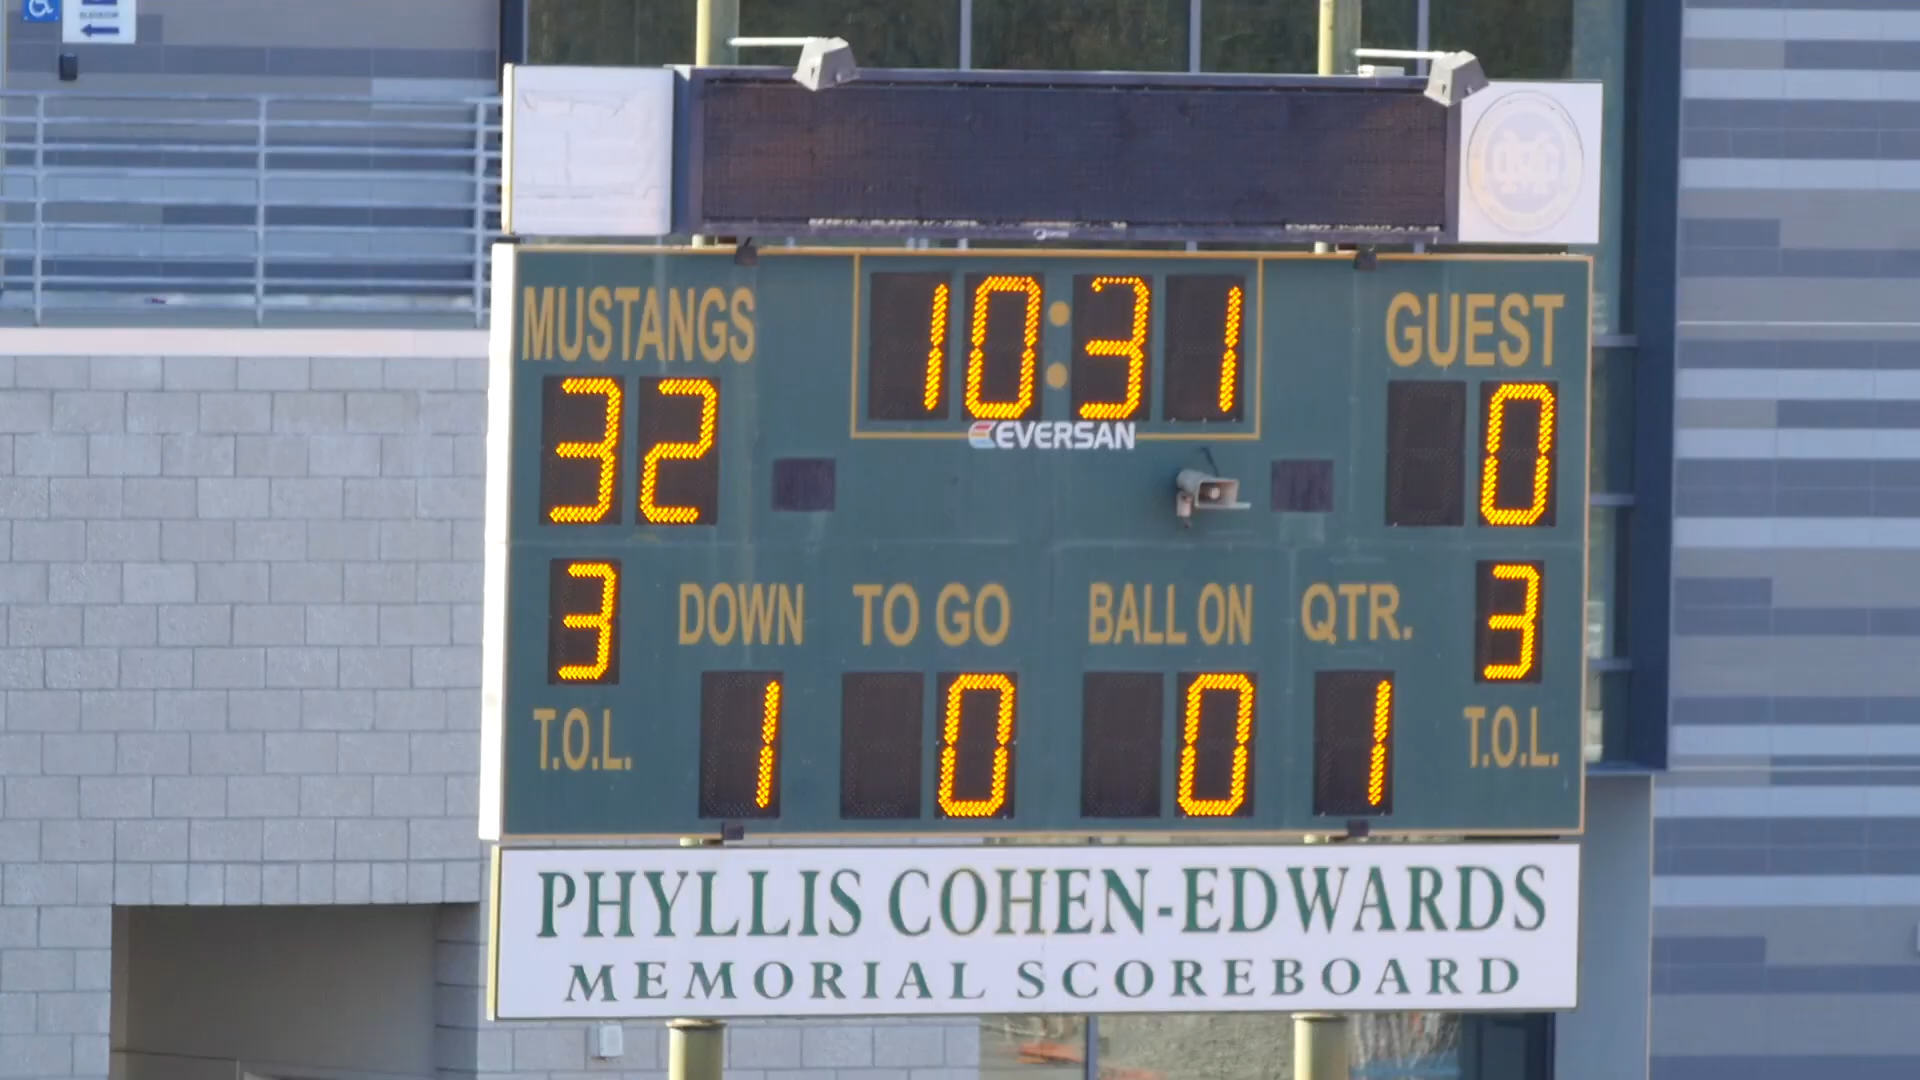 MUSTANGS
10:31
GUEST
32
0
EVERSAN
3
DOWN
TO GO
BALL ON
QTR.
3
T.O.L.
1
0
0
1
T.O.L.
PHYLLIS COHEN-EDWARDS
MEMORIAL SCOREBOARD